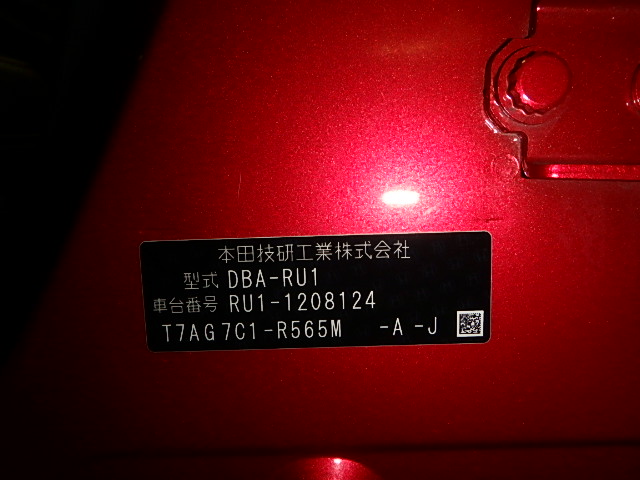 本田技研工業株式会社
型式 DBA-RU1
車台番号 RU1-1208124
T7AG7C1-R565M -A-J